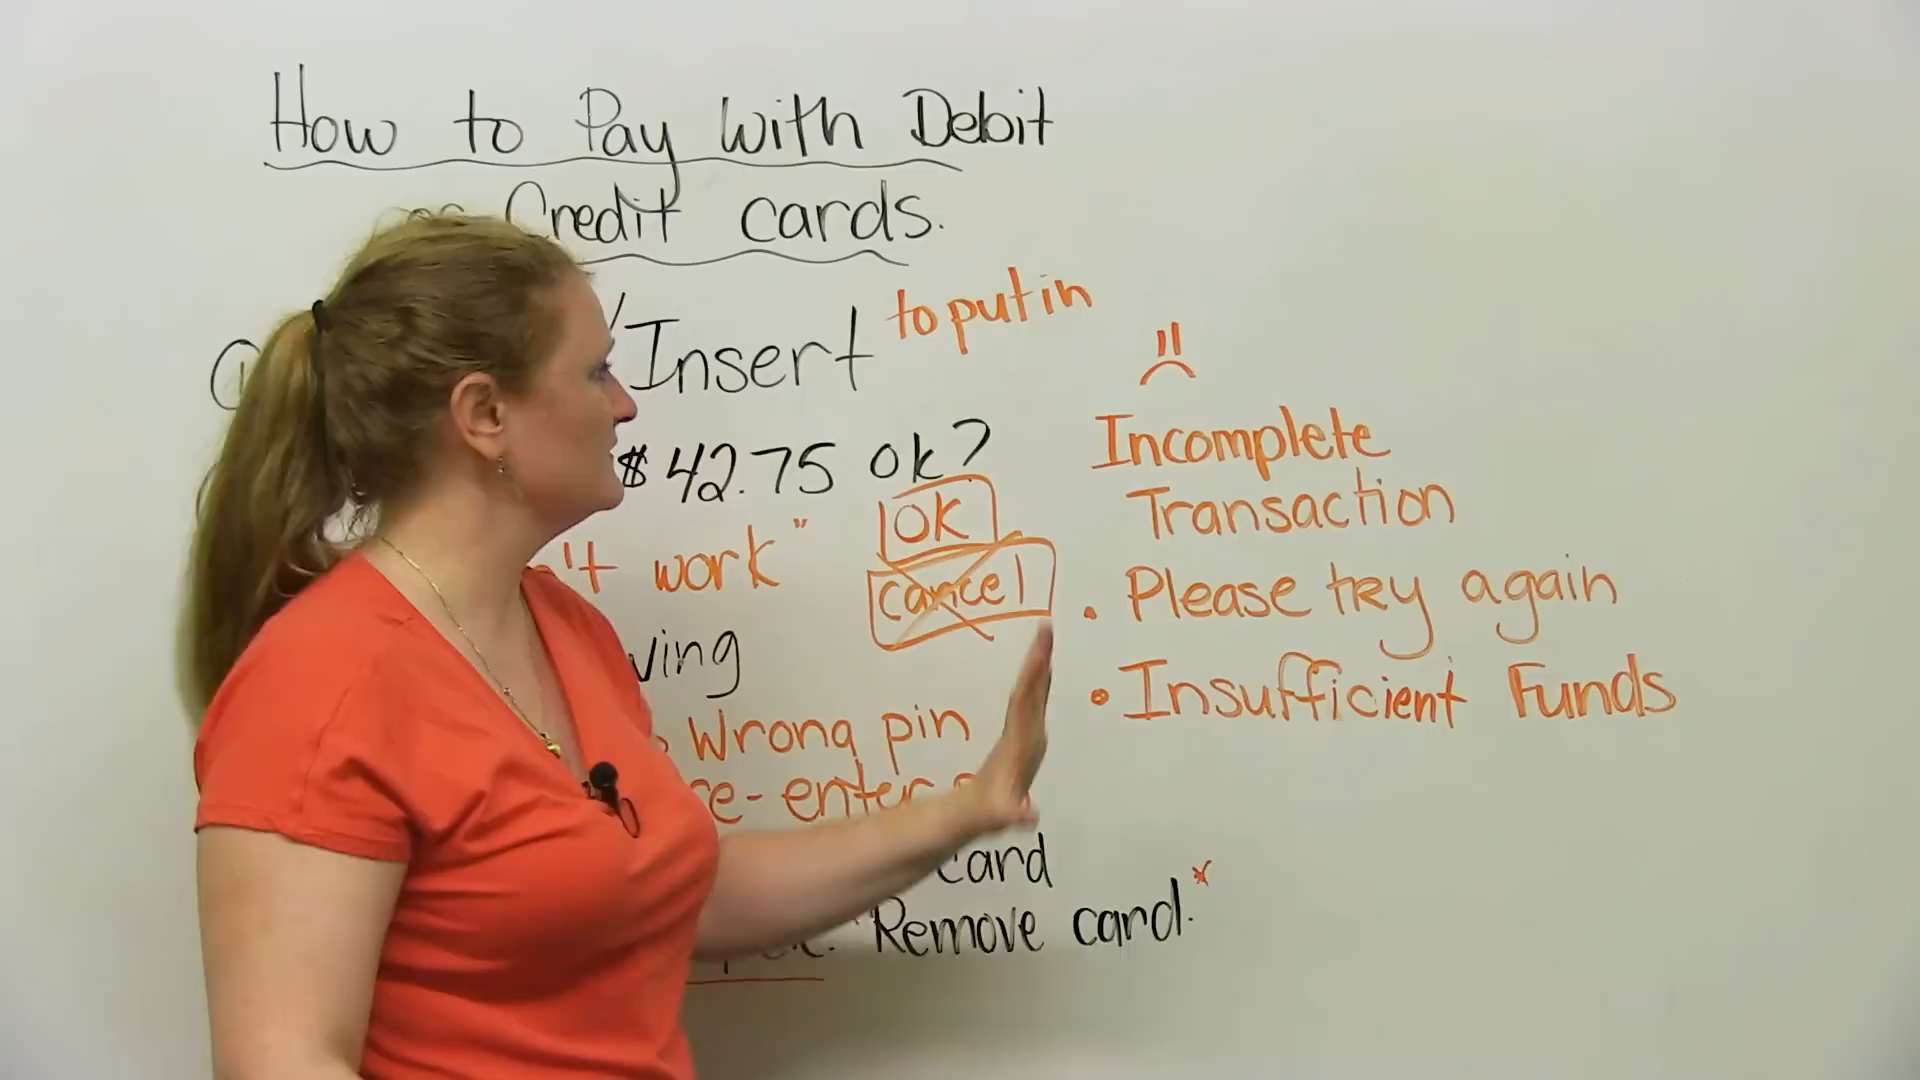 How to Pay with Debit
Credit cards.
Insert to put in
$42.75 ok?
OK
work"
cancel
Wrong pin
re-enter
card
Remove card.*
Incomplete
Transaction
• Please try again
• Insufficient Funds